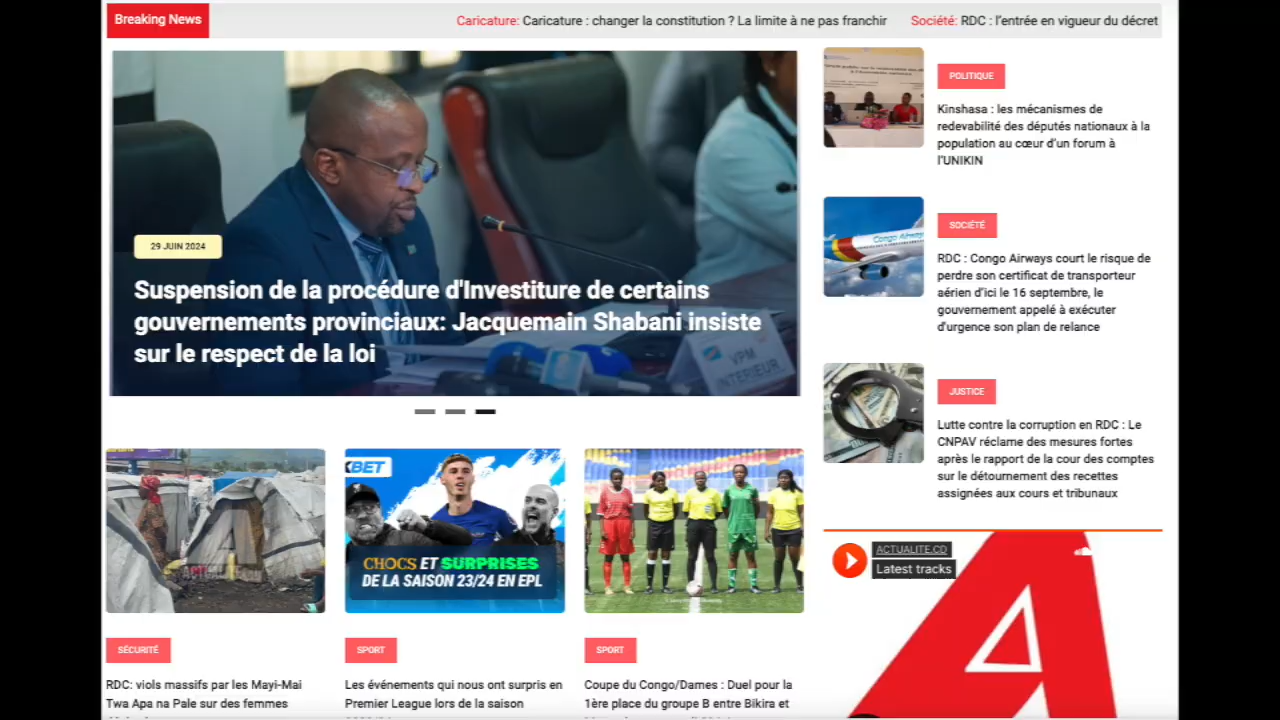 Breaking News
Caricature: Caricature : changer la constitution ? La limite à ne pas franchir
Société: RDC : l'entrée en vigueur du décret
29 JUIN 2024
Suspension de la procédure d'Investiture de certains
gouvernements provinciaux: Jacquemain Shabani insiste
sur le respect de la loi
VPM
INTERIEUR
POLITIQUE
Kinshasa : les mécanismes de
redevabilité des députés nationaux à la
population au cœur d'un forum à
l'UNIKIN
Congo Airways
SOCIÉTÉ
RDC : Congo Airways court le risque de
perdre son certificat de transporteur
aérien d'ici le 16 septembre, le
gouvernement appelé à exécuter
d'urgence son plan de relance
JUSTICE
Lutte contre la corruption en RDC : Le
CNPAV réclame des mesures fortes
après le rapport de la cour des comptes
sur le détournement des recettes
assignées aux cours et tribunaux
ACTUALITE.CD
Latest tracks
SÉCURITÉ
RDC: viols massifs par les Mayi-Mai
Twa Apa na Pale sur des femmes
XBET
CHOCS ET SURPRISES
DE LA SAISON 23/24 EN EPL
SPORT
Les événements qui nous ont surpris en
Premier League lors de la saison
SPORT
Coupe du Congo/Dames : Duel pour la
1ère place du groupe B entre Bikira et